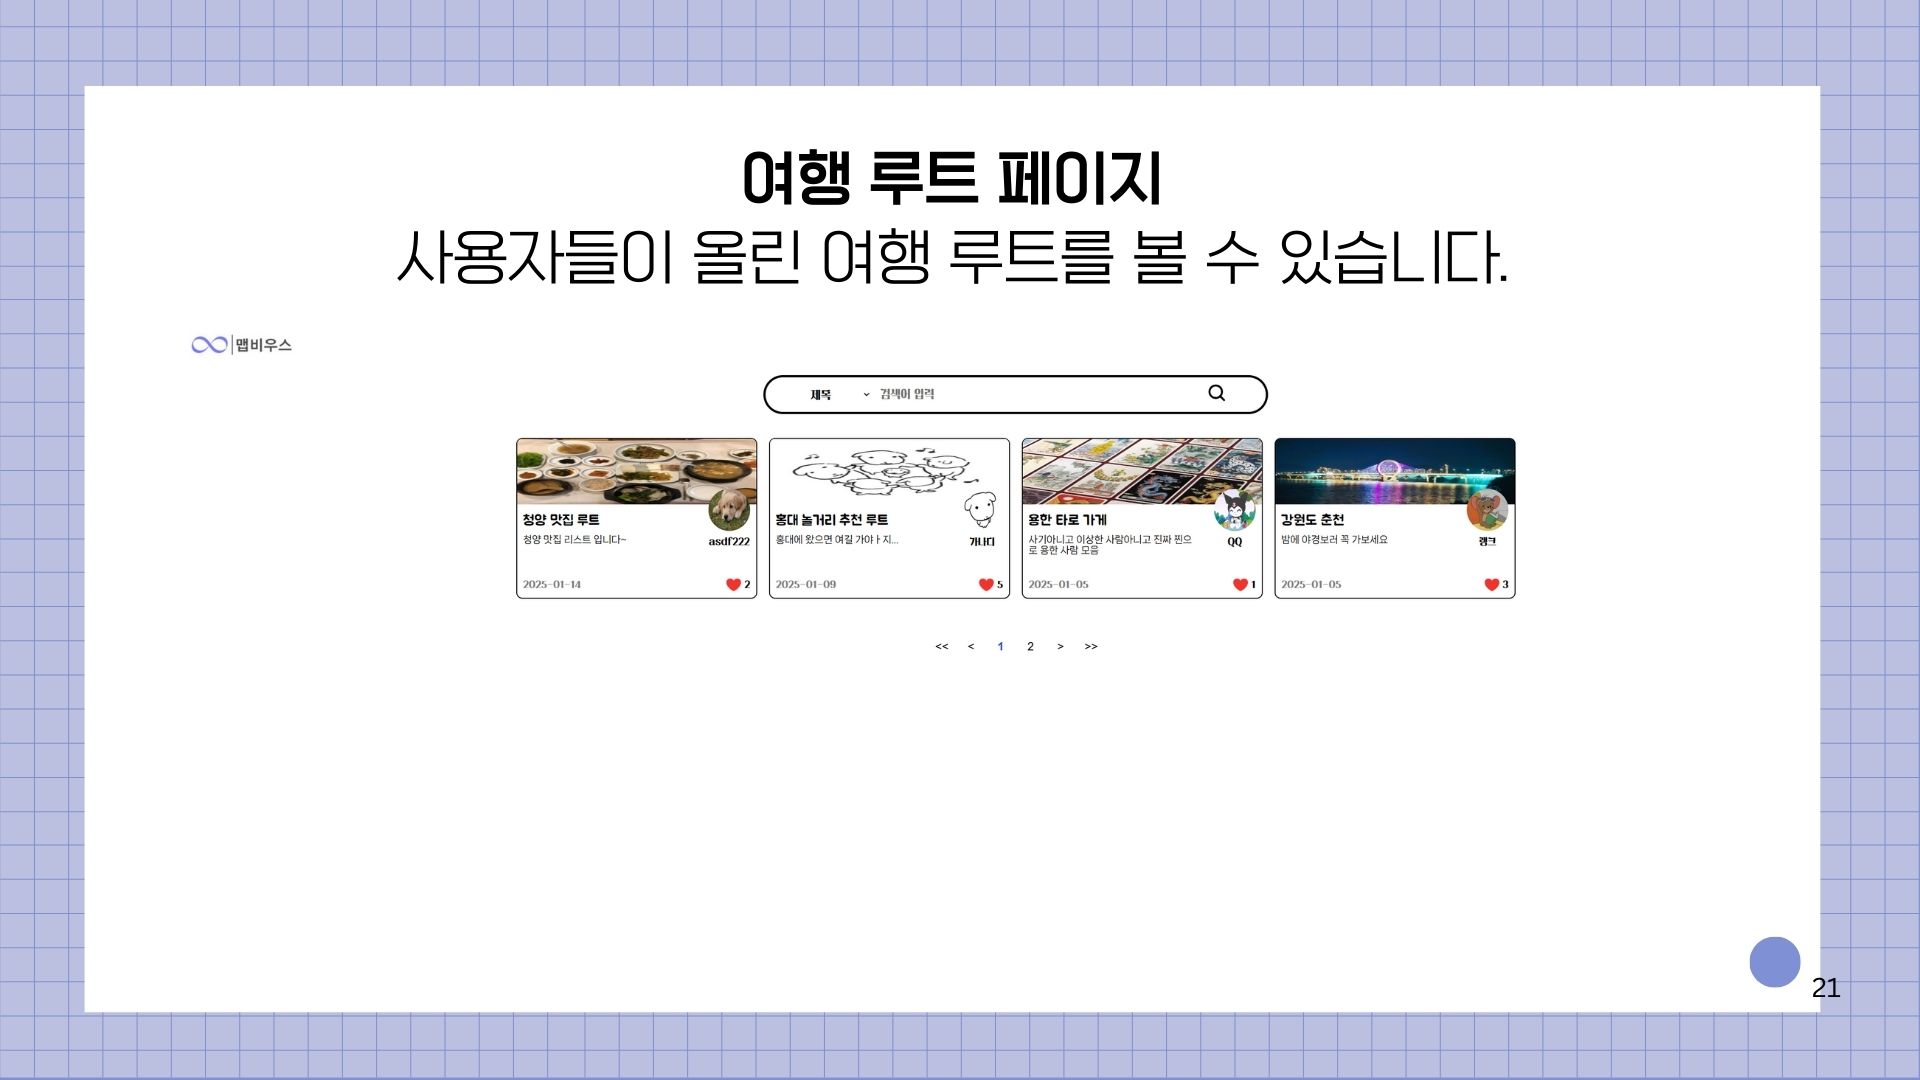 여행 루트 페이지
사용자들이 올린 여행 루트를 볼 수 있습니다.
맵비우스
제목 검색어 입력
청양 맛집 루트
청양 맛집 리스트 입니다~
asdf222
2025-01-14
2
홍대 놀거리 추천 루트
홍대에 왔으면 여길 가야ㅏ지...
가나디
2025-01-09
5
용한 타로 가게
사기아니고 이상한 사람아니고 진짜 찐으
로 용한 사람 모음
QQ
2025-01-05
1
강원도 춘천
밤에 야경보러 꼭 가보세요
랭크
2025-01-05
3
<< < 1 2 > >>
21